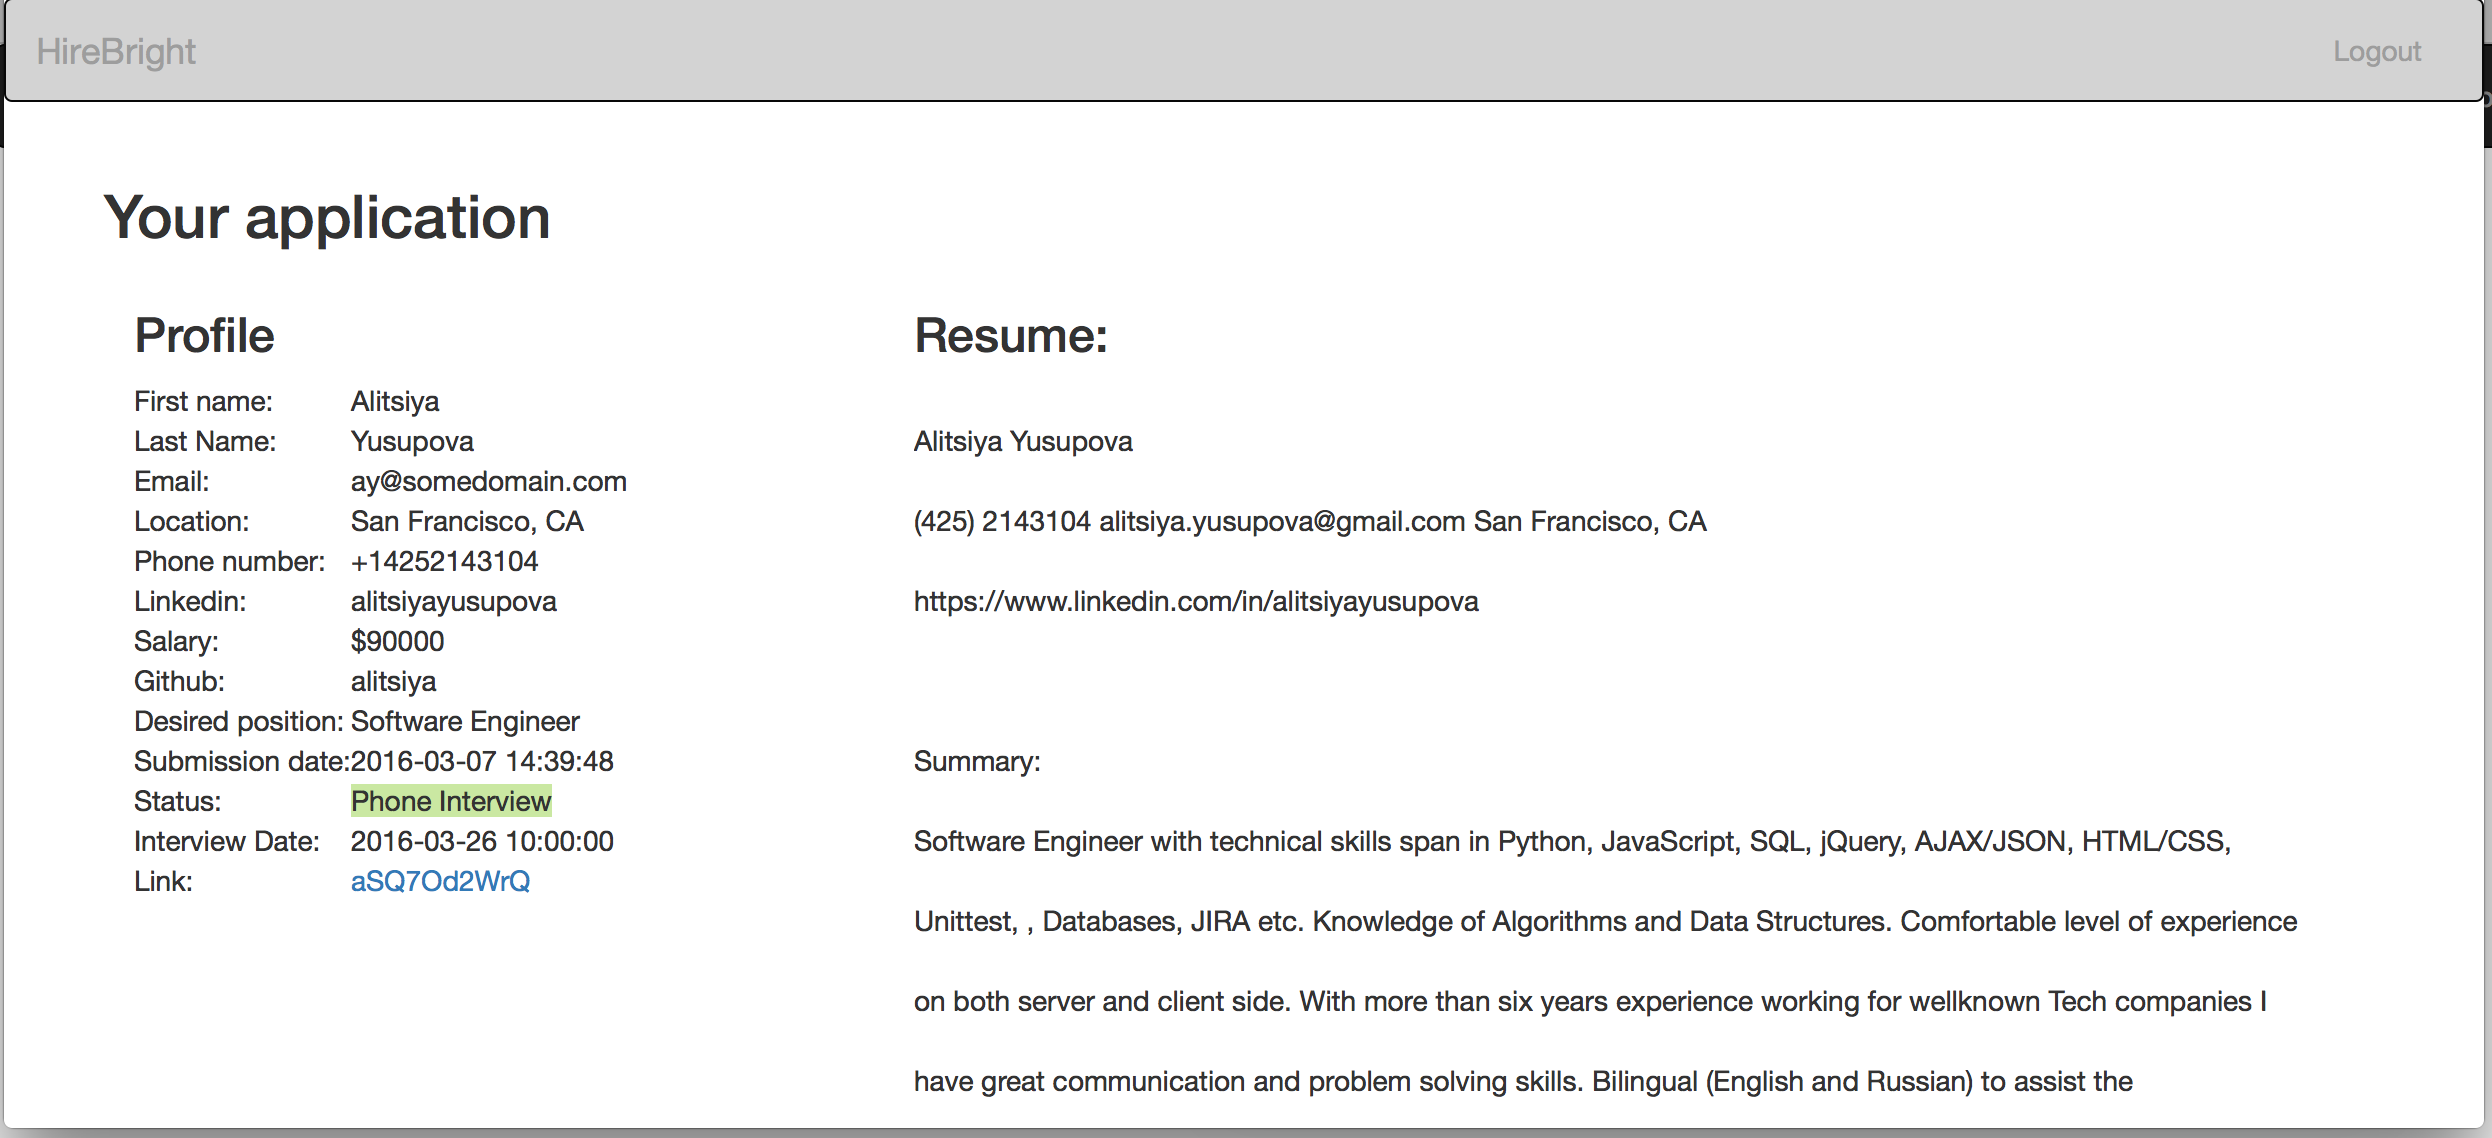 HireBright
Logout
Your application
Profile
First name: Alitsiya
Last Name: Yusupova
Email: ay@somedomain.com
Location: San Francisco, CA
Phone number: +14252143104
Linkedin: alitsiyayusupova
Salary: $90000
Github: alitsiya
Desired position: Software Engineer
Submission date:2016-03-07 14:39:48
Status: Phone Interview
Interview Date: 2016-03-26 10:00:00
Link: aSQ7Od2WrQ
Resume:
Alitsiya Yusupova
(425) 2143104 alitsiya.yusupova@gmail.com San Francisco, CA
https://www.linkedin.com/in/alitsiyayusupova
Summary:
Software Engineer with technical skills span in Python, JavaScript, SQL, jQuery, AJAX/JSON, HTML/CSS,
Unittest, , Databases, JIRA etc. Knowledge of Algorithms and Data Structures. Comfortable level of experience
on both server and client side. With more than six years experience working for wellknown Tech companies I
have great communication and problem solving skills. Bilingual (English and Russian) to assist the